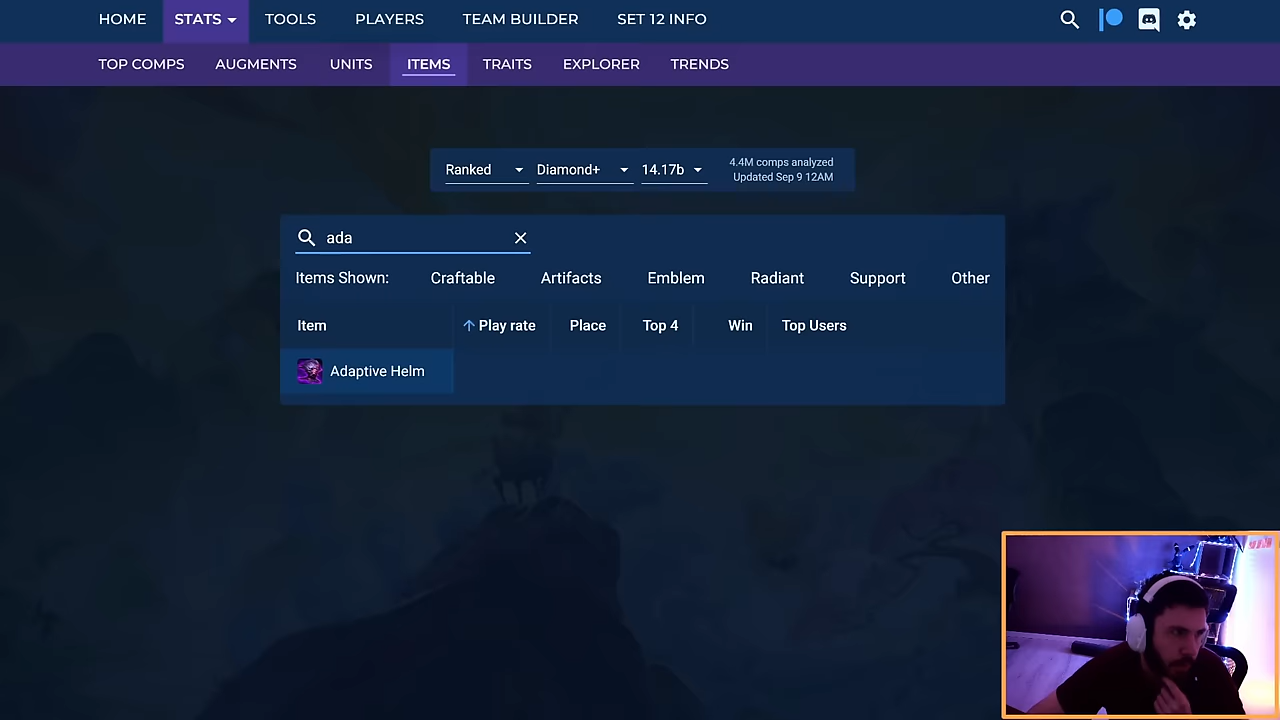 HOME STATS TOOLS PLAYERS TEAM BUILDER SET 12 INFO
TOP COMPS AUGMENTS UNITS ITEMS TRAITS EXPLORER TRENDS
Ranked Diamond+ 14.17b
4.4M comps analyzed
Updated Sep 9 12AM
ada
Items Shown: Craftable Artifacts Emblem Radiant Support Other
Item Play rate Place Top 4 Win Top Users
Adaptive Helm